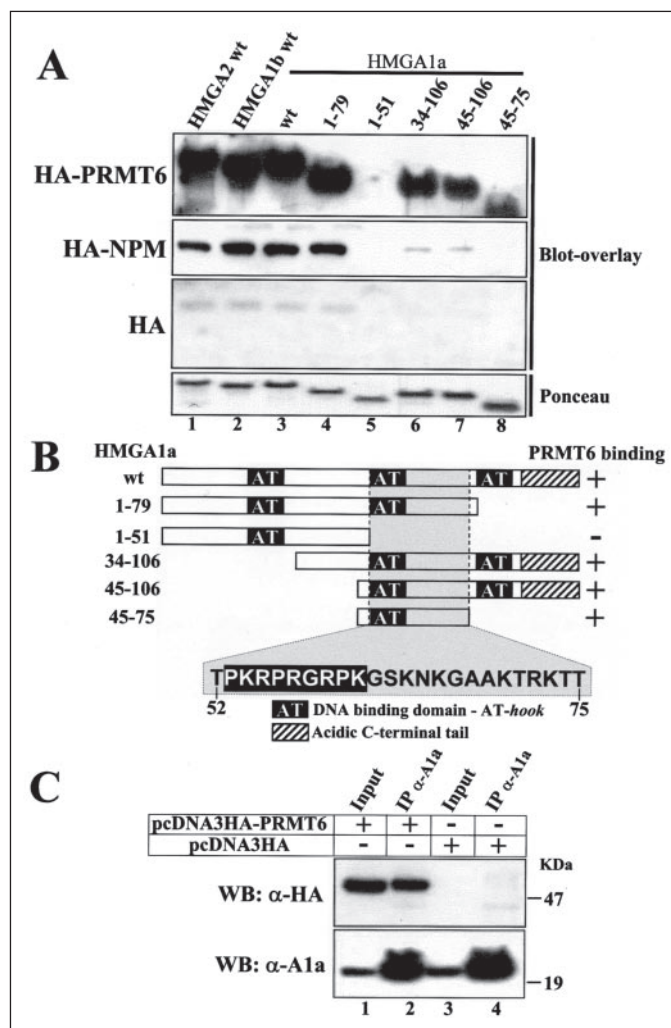 A
HMGA1a
HMGA2 wt
HMGA1b wt
wt
1-79
1-51
34-106
45-106
45-75
HA-PRMT6
HA-NPM
HA
Blot-overlay
Ponceau
1 2 3 4 5 6 7 8
B
HMGA1a PRMT6 binding
wt AT AT AT +
1-79 AT AT +
1-51 AT -
34-106 AT AT +
45-106 AT AT +
45-75 AT +
TPKRPRGRPKGSKNKGAAKTRKTT
52 75
AT DNA binding domain - AT-hook
Acidic C-terminal tail
C
Input IP α-A1a Input IP α-A1a
pcDNA3HA-PRMT6 + + - -
pcDNA3HA - - + +
KDa
WB: α-HA
47
WB: α-A1a
19
1 2 3 4